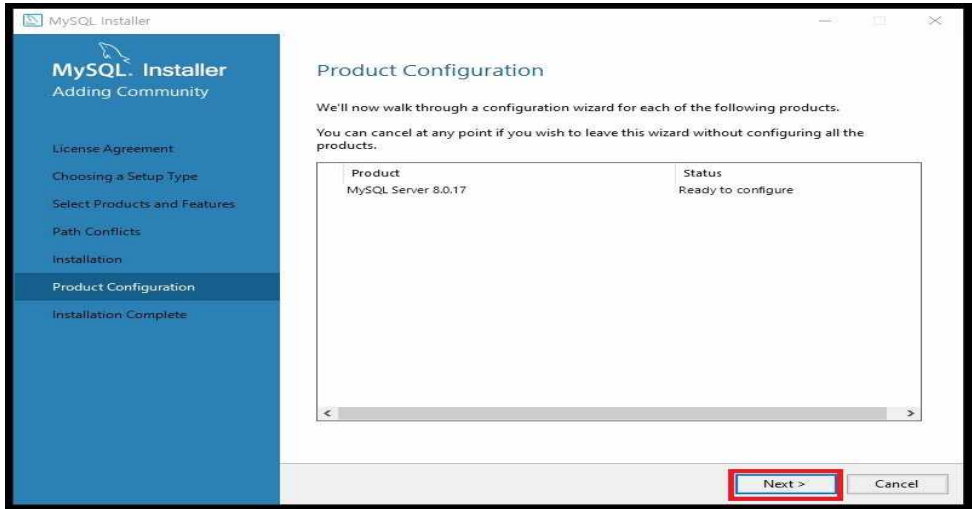 MySQL Installer
MySQL. Installer
Adding Community
License Agreement
Choosing a Setup Type
Select Products and Features
Path Conflicts
Installation
Product Configuration
Installation Complete
Product Configuration
We'll now walk through a configuration wizard for each of the following products.
You can cancel at any point if you wish to leave this wizard without configuring all the
products.
Product Status
MySQL Server 8.0.17 Ready to configure
Next > Cancel